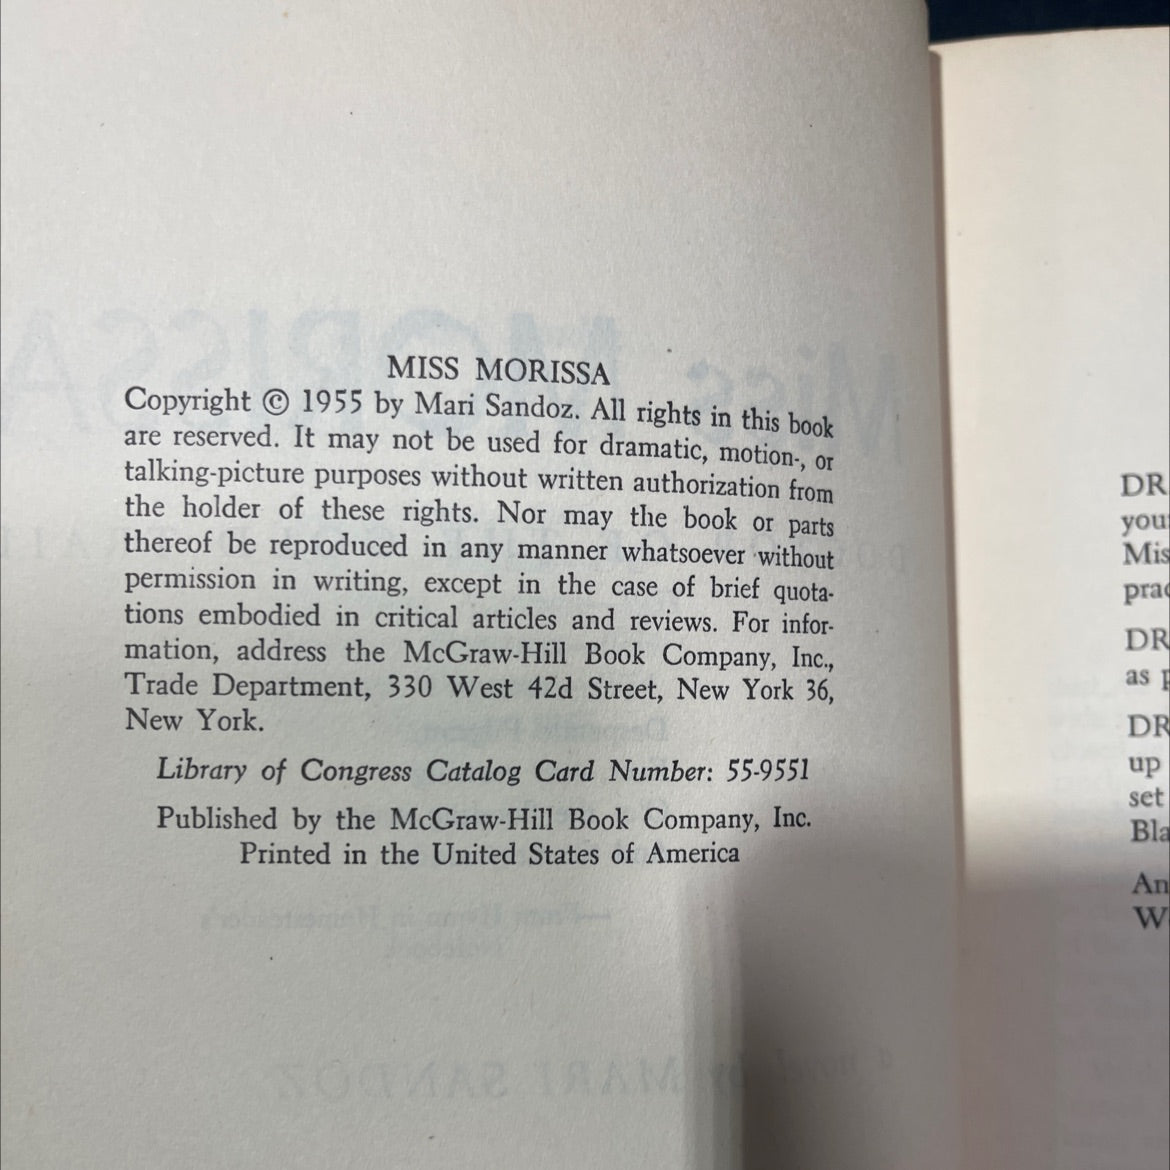 MISS MORISSA
Copyright © 1955 by Mari Sandoz. All rights in this book
are reserved. It may not be used for dramatic, motion-, or
talking-picture purposes without written authorization from
the holder of these rights. Nor may the book or parts
thereof be reproduced in any manner whatsoever without
permission in writing, except in the case of brief quota-
tions embodied in critical articles and reviews. For infor-
mation, address the McGraw-Hill Book Company, Inc.,
Trade Department, 330 West 42d Street, New York 36,
New York.
Library of Congress Catalog Card Number: 55-9551
Published by the McGraw-Hill Book Company, Inc.
Printed in the United States of America
DR
you
Mis
prac
DR
as p
DR
up
set
Bla
An
W